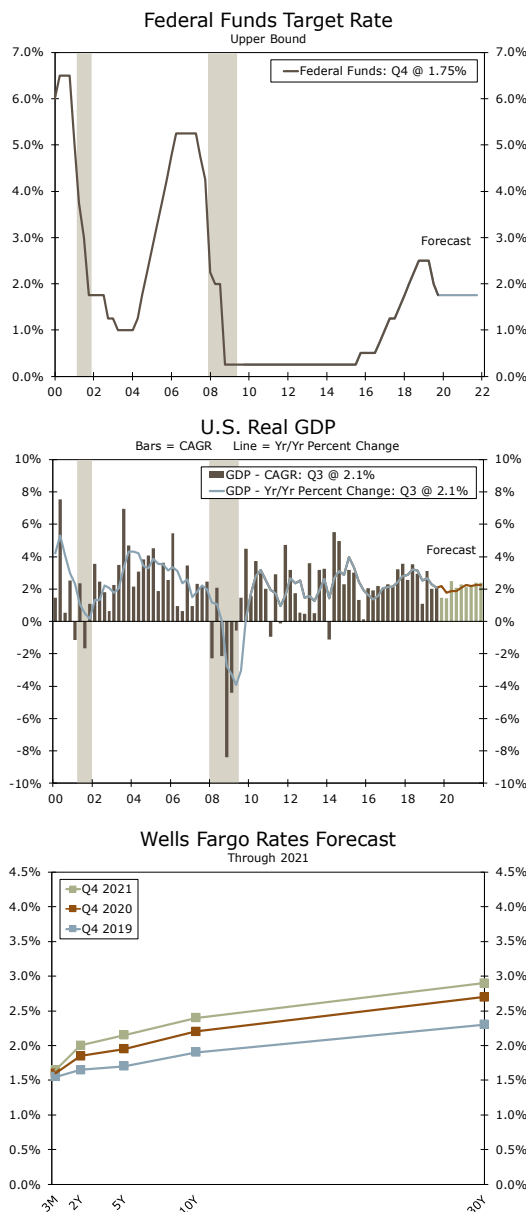 Federal Funds Target Rate
Upper Bound
7.0% 7.0%
Federal Funds: Q4 @ 1.75%
6.0% 6.0%
5.0% 5.0%
4.0% 4.0%
3.0% 3.0%
Forecast
2.0% 2.0%
1.0% 1.0%
0.0% 0.0%
00 02 04 06 08 10 12 14 16 18 20 22
U.S. Real GDP
Bars = CAGR Line = Yr/Yr Percent Change
10% 10%
GDP - CAGR: Q3 @ 2.1%
8% 8%
GDP - Yr/Yr Percent Change: Q3 @ 2.1%
6% 6%
Forecast
4% 4%
2% 2%
0% 0%
-2% -2%
-4% -4%
-6% -6%
-8% -8%
-10% -10%
00 02 04 06 08 10 12 14 16 18 20
Wells Fargo Rates Forecast
Through 2021
4.5% 4.5%
Q4 2021
Q4 2020
4.0% 4.0%
Q4 2019
3.5% 3.5%
3.0% 3.0%
2.5% 2.5%
2.0% 2.0%
1.5% 1.5%
1.0% 1.0%
0.5% 0.5%
0.0% 0.0%
3M 2Y 5Y 10Y 30Y